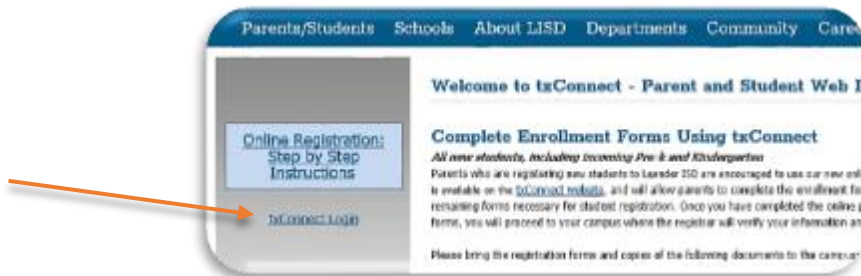 Parents/Students Schools About LISD Departments Community Caree
Welcome to txConnect - Parent and Student Web
Online Registration:
Step by Step
Instructions
txConnect Login
Complete Enrollment Forms Using txConnect
All new students, including incoming Pre-k and Kindergarten
Parents who are registering new students to Leander ISD are encouraged to use our new onli
is available on the txConnect website, and will allow parents to complete the enrollment
remaining forms necessary for student registration. Once you have completed the online
forms, you will proceed to your campus where the registrar will verify your information
Please bring the registration forms and copies of the following documents to the campus